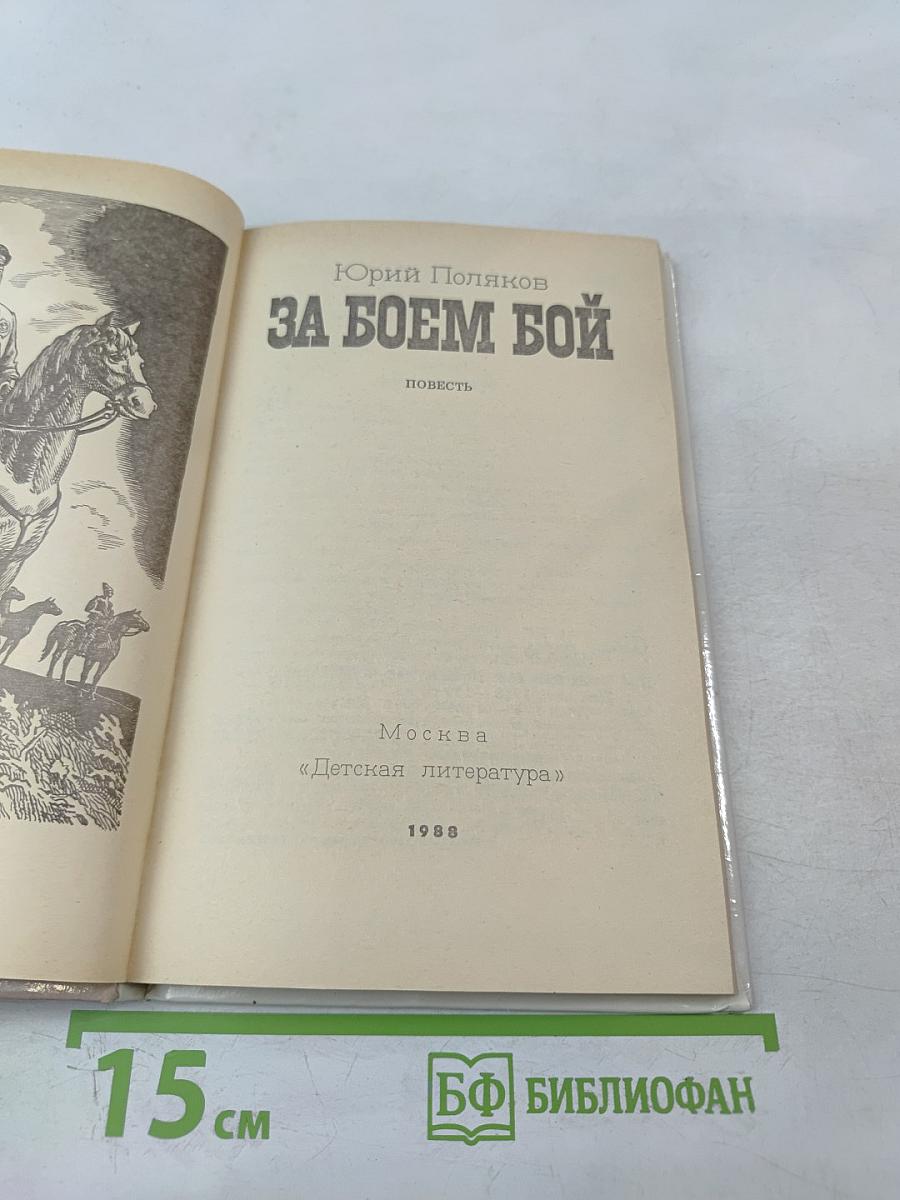 Юрий Поляков
ЗА БОЕМ БОЙ
ПОВЕСТЬ
Москва
«Детская литература»
1988
15 см
БФ БИБЛИОФАН